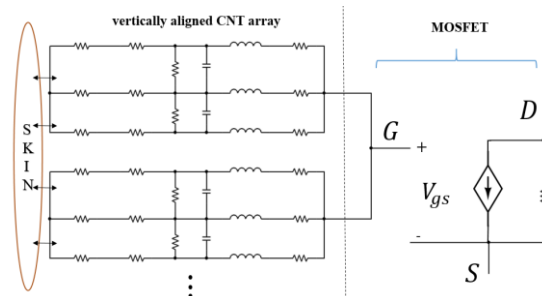 vertically aligned CNT array
MOSFET
S
K
I
N
G
+
D
Vgs
-
S